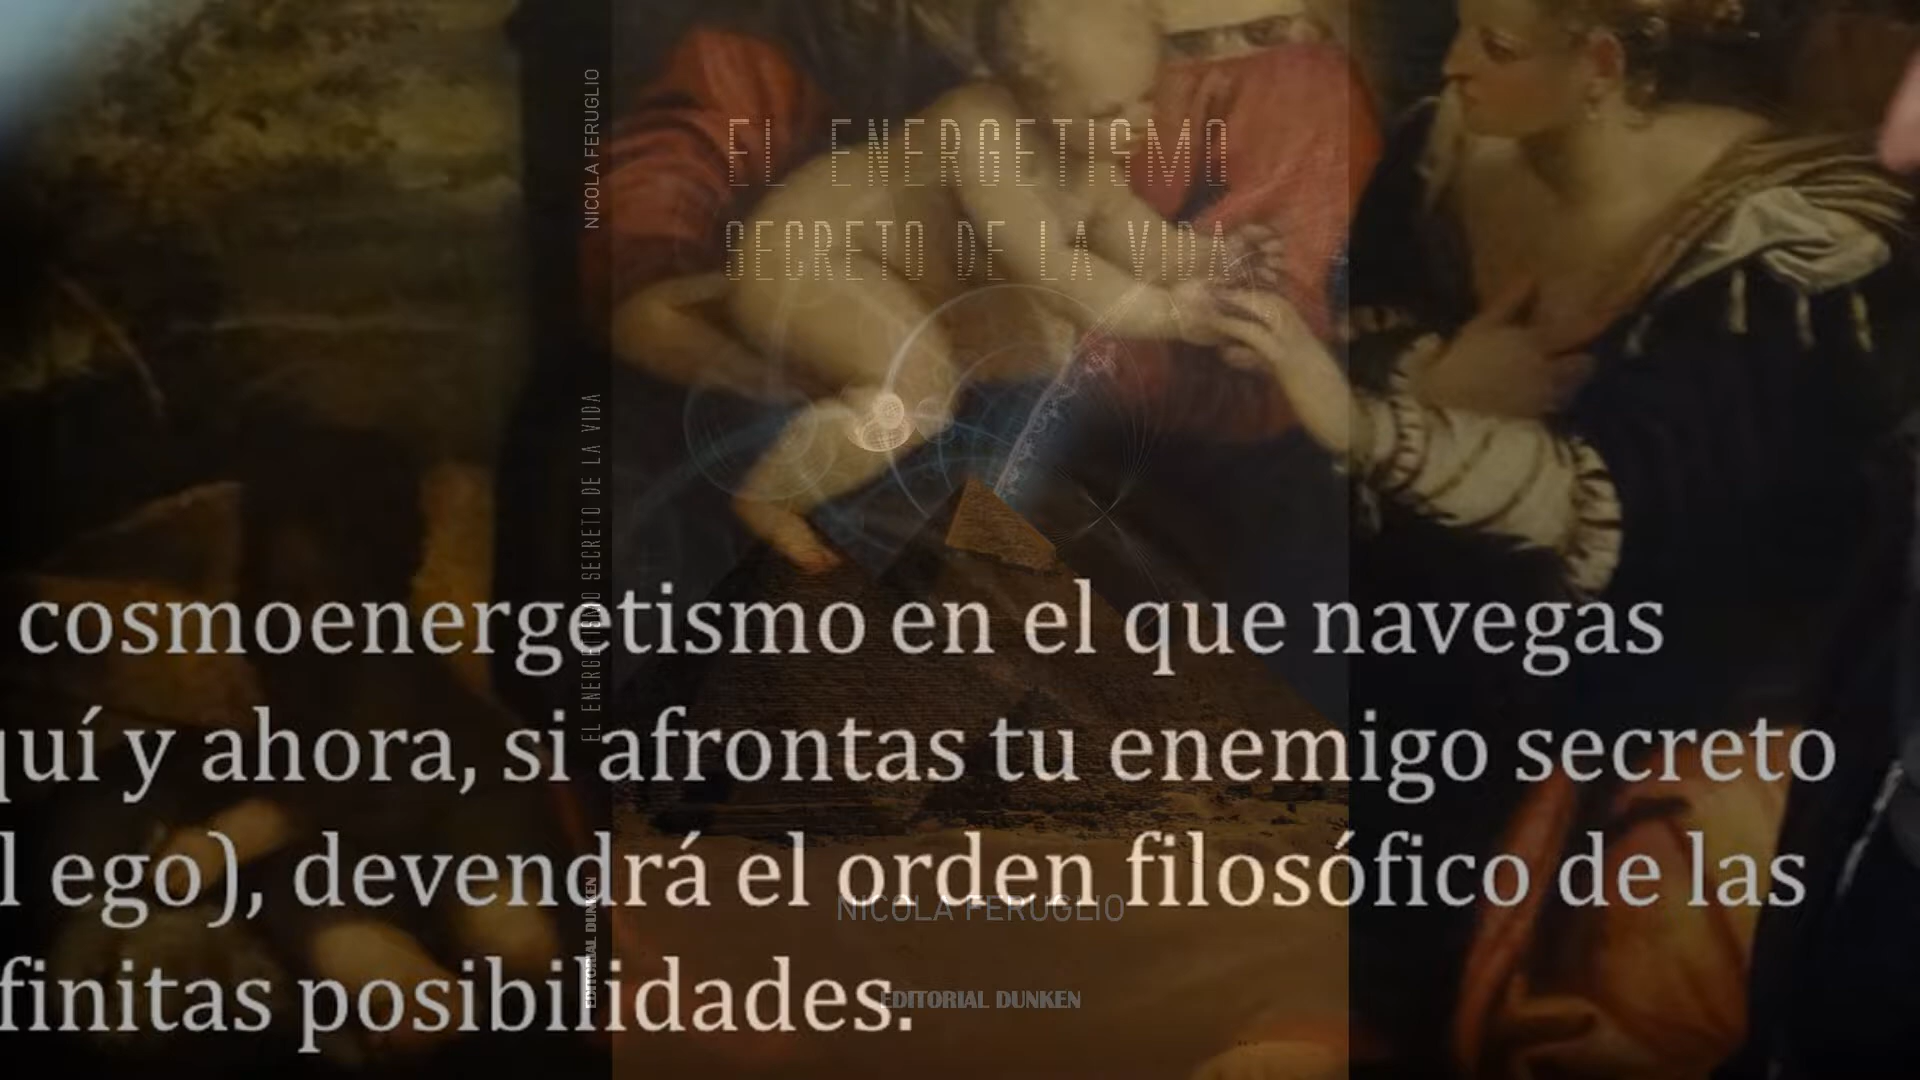 EL ENERGETISMO
SECRETO DE LA VIDA
NICOLA FERUGLIO
EL ENERGETISMO SECRETO DE LA VIDA
EDITORIAL DUNKEN
cosmoenergetismo en el que navegas
quí y ahora, si afrontas tu enemigo secreto
l ego), devendrá el orden filosófico de las
finitas posibilidades.
NICOLA FERUGLIO
EDITORIAL DUNKEN